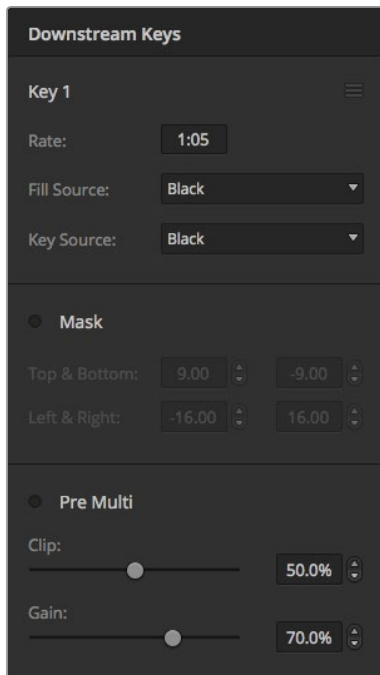 Downstream Keys
Key 1
Rate: 1:05
Fill Source: Black
Key Source: Black
Mask
Top & Bottom: 9.00 -9.00
Left & Right: -16.00 16.00
Pre Multi
Clip:
50.0%
Gain:
70.0%